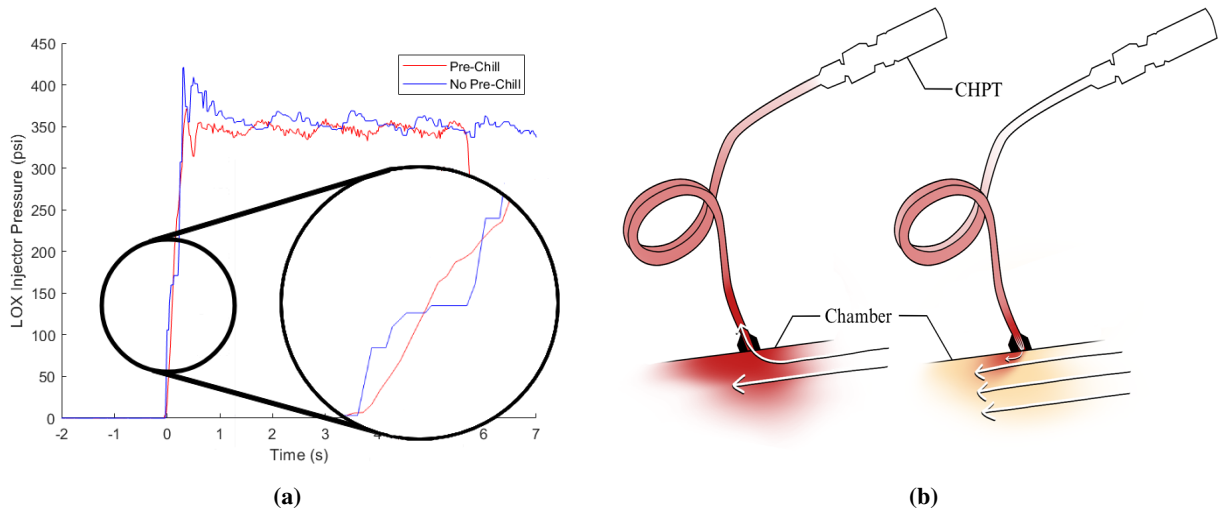 450
400
350
300
250
200
150
100
50
0
LOX Injector Pressure (psi)
-2 -1 0 1 2 3 4 5 6 7
Time (s)
Pre-Chill
No Pre-Chill
(a)
CHPT
Chamber
(b)